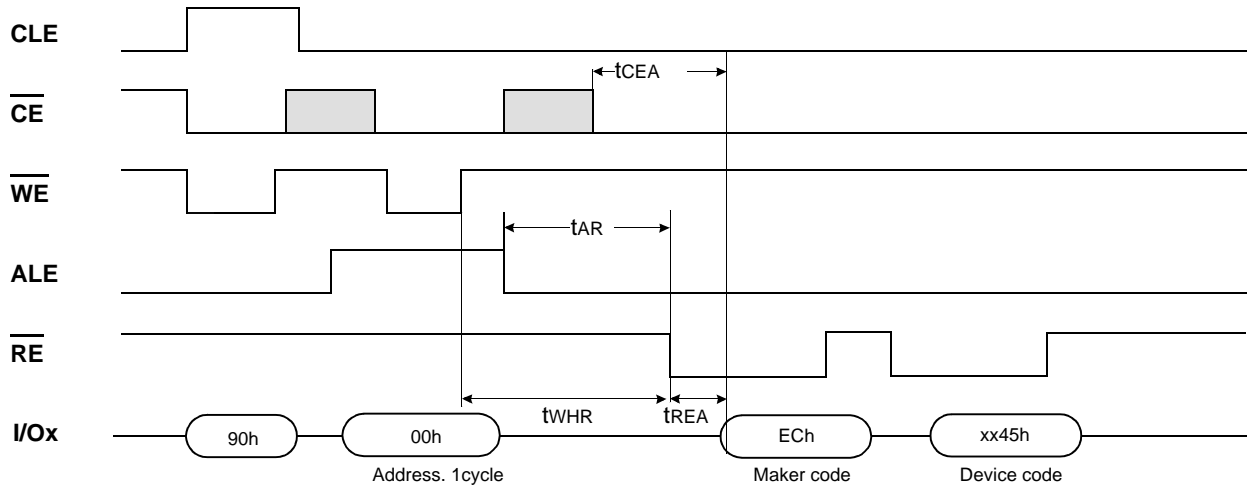 CLE
tCEA
CE
WE
tAR
ALE
RE
tWHR tREA
I/Ox 90h 00h ECh xx45h
Address. 1cycle Maker code Device code